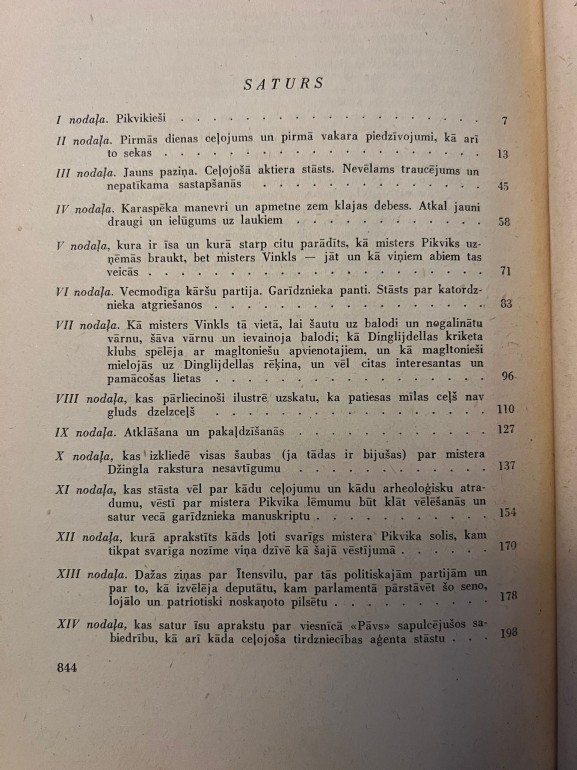 SATURS
I nodaļa. Pikvikieši . . . . . . . . . . . . . . . . . . 7
II nodaļa. Pirmās dienas ceļojums un pirmā vakara piedzīvojumi, kā arī
to sekas . . . . . . . . . . . . . . . . . . . . 13
III nodaļa. Jauns paziņa. Ceļojošā aktiera stāsts. Nevēlams traucējums un
nepatīkama sastapšanās . . . . . . . . . . . . . 45
IV nodaļa. Karaspēka manevri un apmetne zem klajas debess. Atkal jauni
draugi un ielūgums uz laukiem . . . . . . . . . . . 58
V nodaļa, kura ir īsa un kurā starp citu parādīts, kā misters Pikviks uz-
ņēmās braukt, bet misters Vinkls — jāt un kā viņiem abiem tas
veicās . . . . . . . . . . . . . . . . . . . . 71
VI nodaļa. Vecmodīga kāršu partija. Garīdznieka panti. Stāsts par katordz-
nieka atgriešanos . . . . . . . . . . . . . . . . 83
VII nodaļa. Kā misters Vinkls tā vietā, lai šautu uz balodi un nogalinātu
vārnu, šāva vārnu un ievainoja balodi; kā Dinglijdellas kriketa
klubs spēlēja ar magltoniešu apvienotajiem, un kā magltonieši
mielojās uz Dinglijdellas rēķina, un vēl citas interesantas un
pamācošas lietas . . . . . . . . . . . . . . . . 96
VIII nodaļa, kas pārliecinoši ilustrē uzskatu, ka patiesas mīlas ceļš nav
gluds dzelzceļš . . . . . . . . . . . . . . . . . 110
IX nodaļa. Atklāšana un pakaļdzīšanās . . . . . . . . . . . . 127
X nodaļa, kas izkliedē visas šaubas (ja tādas ir bijušas) par mistera
Džingla rakstura nesavtīgumu . . . . . . . . . . . 137
XI nodaļa, kas stāsta vēl par kādu ceļojumu un kādu arheoloģisku atra-
dumu, vēstī par mistera Pikvika lēmumu būt klāt vēlēšanās un
satur vecā garīdznieka manuskriptu . . . . . . . . . . 154
XII nodaļa, kurā aprakstīts kāds ļoti svarīgs mistera Pikvika solis, kam
tikpat svarīga nozīme viņa dzīvē kā šajā vēstījumā . . . . . 170
XIII nodaļa. Dažas ziņas par Ītensvilu, par tās politiskajām partijām un
par to, kā izvēlēja deputātu, kam parlamentā pārstāvēt šo seno,
lojālo un patriotiski noskaņoto pilsētu . . . . . . . . . 178
XIV nodaļa, kas satur īsu aprakstu par viesnīcā «Pāvs» sapulcējušos sa-
biedrību, kā arī kāda ceļojoša tirdzniecības aģenta stāstu . . . 198
844